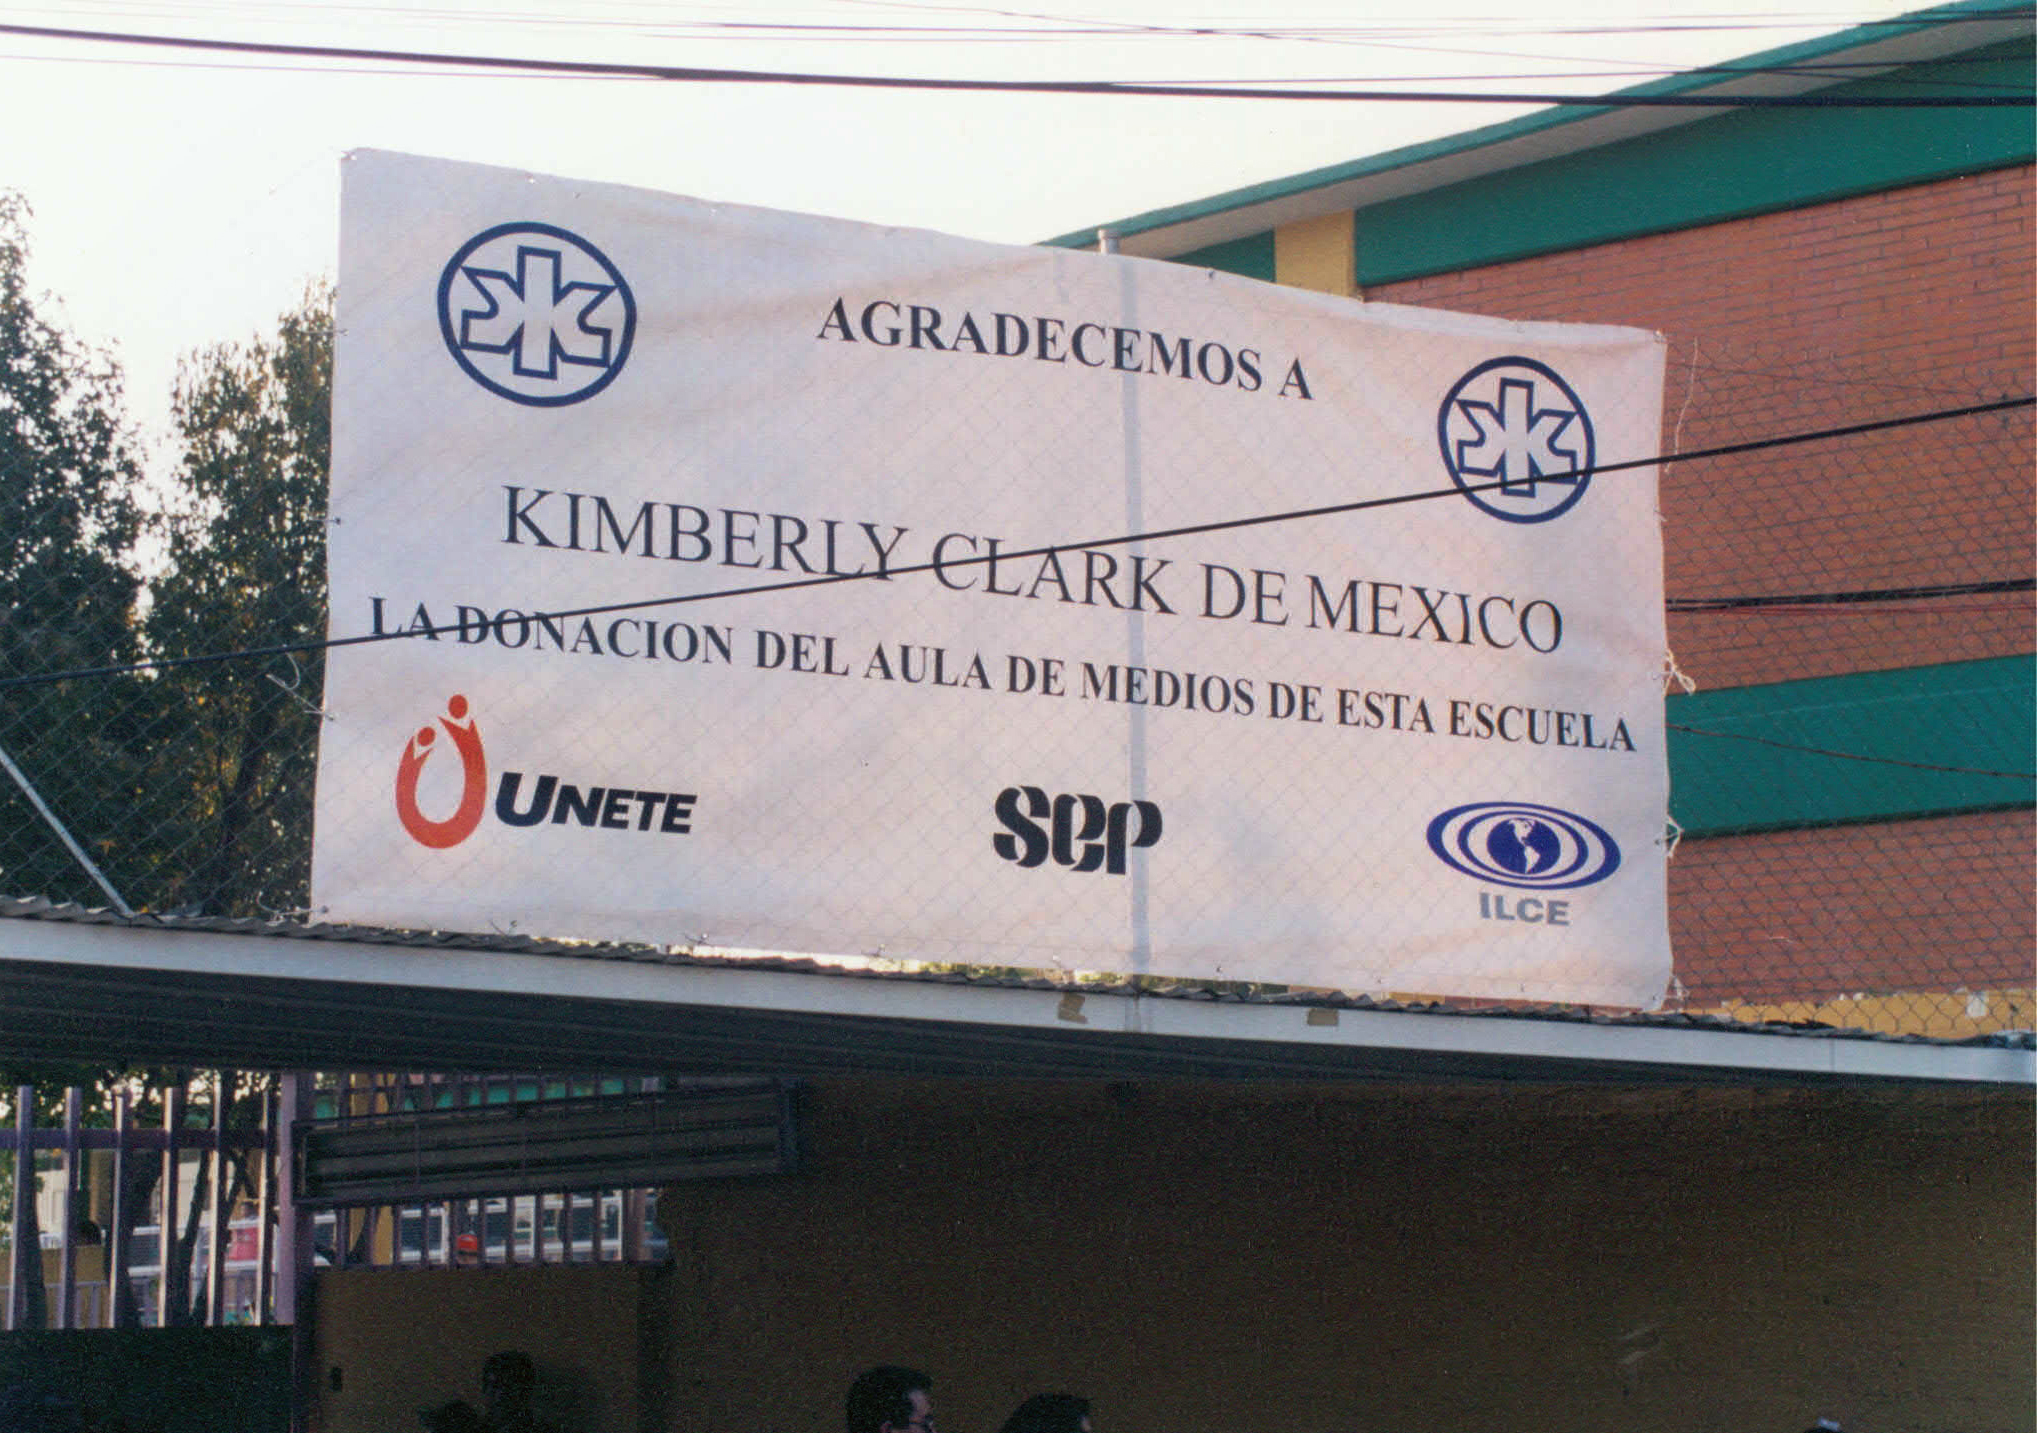 AGRADECEMOS A
KIMBERLY CLARK DE MEXICO
LA DONACION DEL AULA DE MEDIOS DE ESTA ESCUELA
UNETE
SEP
ILCE